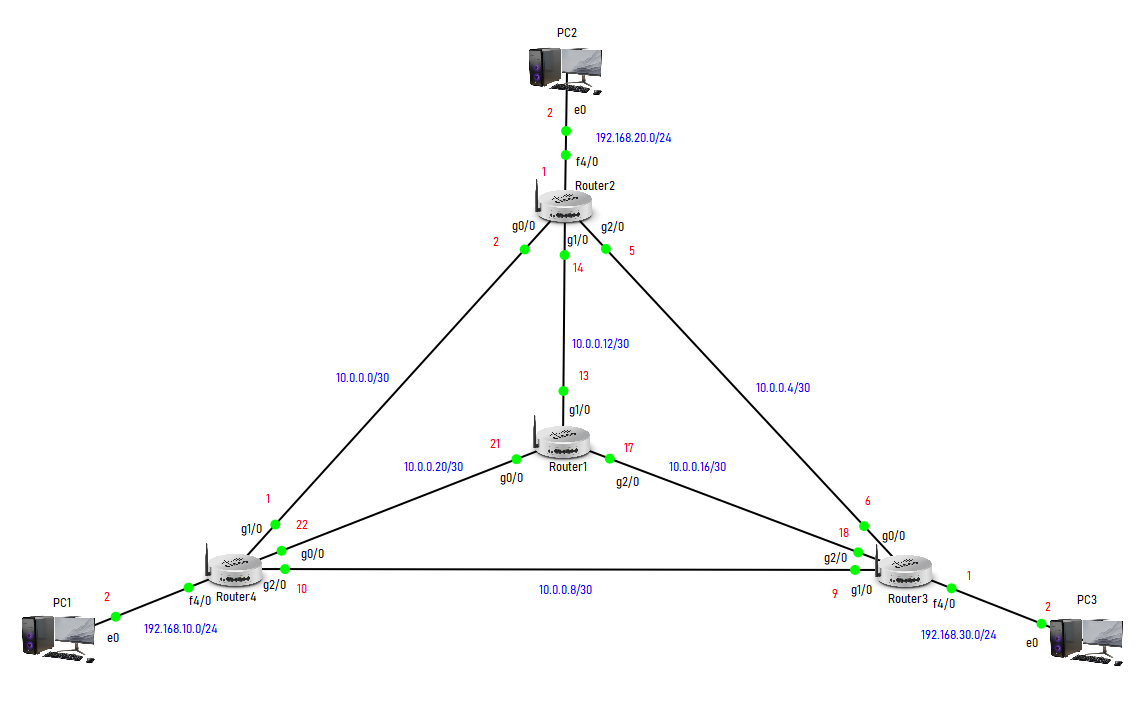 PC2
2
e0
192.168.20.0/24
f4/0
1
Router2
g0/0
g2/0
g1/0
2
5
14
10.0.0.12/30
10.0.0.0/30
13
10.0.0.4/30
g1/0
21
17
Router1
10.0.0.20/30
10.0.0.16/30
g0/0
g2/0
1
6
g1/0
22
18
g0/0
g0/0
g2/0
g2/0
10
10.0.0.8/30
9
g1/0
Router4
Router3
1
f4/0
f4/0
PC1
2
PC3
2
192.168.10.0/24
192.168.30.0/24
e0
e0